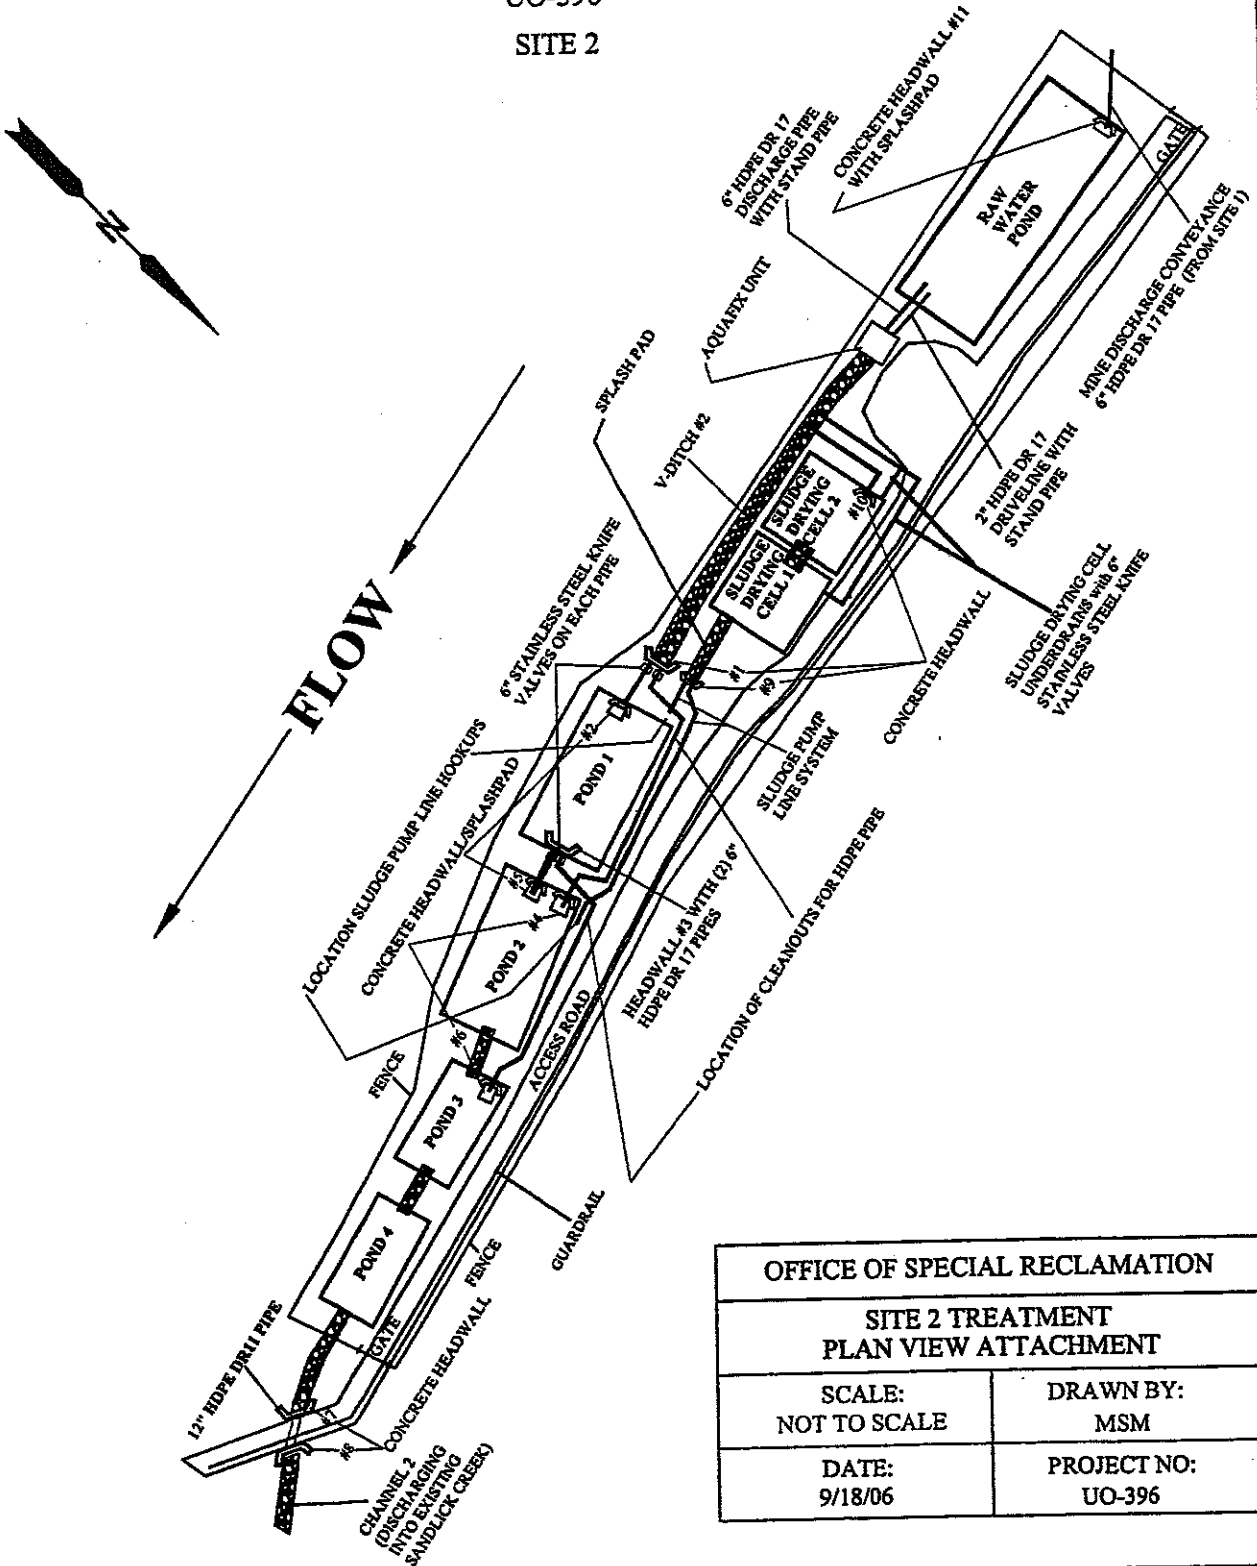 UO-396
SITE 2
N
FLOW
CONCRETE HEADWALL #11
WITH SPLASHPAD
6" HDPE DR 17
DISCHARGE PIPE
WITH STAND PIPE
RAW
WATER
POND
GATE
MINE DISCHARGE CONVEYANCE
6" HDPE DR 17 PIPE (FROM SITE 1)
AQUAFIX UNIT
2" HDPE DR 17
DRIVELINE WITH
STAND PIPE
SPLASH PAD
V-DITCH #2
SLUDGE
DRYING
CELL 2
SLUDGE
DRYING
CELL 1
#10
SLUDGE DRYING CELL
UNDERDRAINS with 6"
STAINLESS STEEL KNIFE
VALVES
CONCRETE HEADWALL
6" STAINLESS STEEL KNIFE
VALVES ON EACH PIPE
#1
#9
SLUDGE PUMP
LINE SYSTEM
LOCATION SLUDGE PUMP LINE HOOKUPS
#2
POND 1
CONCRETE HEADWALL/SPLASHPAD
#5
#4
HEADWALL #3 WITH (2) 6"
HDPE DR 17 PIPES
LOCATION OF CLEANOUTS FOR HDPE PIPE
POND 2
#6
ACCESS ROAD
FENCE
POND 3
GUARDRAIL
POND 4
FENCE
GATE
12" HDPE DR11 PIPE
#7
#8
CONCRETE HEADWALL
CHANNEL 2
(DISCHARGING
INTO EXISTING
SANDLICK CREEK)
OFFICE OF SPECIAL RECLAMATION
SITE 2 TREATMENT
PLAN VIEW ATTACHMENT
SCALE:
NOT TO SCALE
DRAWN BY:
MSM
DATE:
9/18/06
PROJECT NO:
UO-396